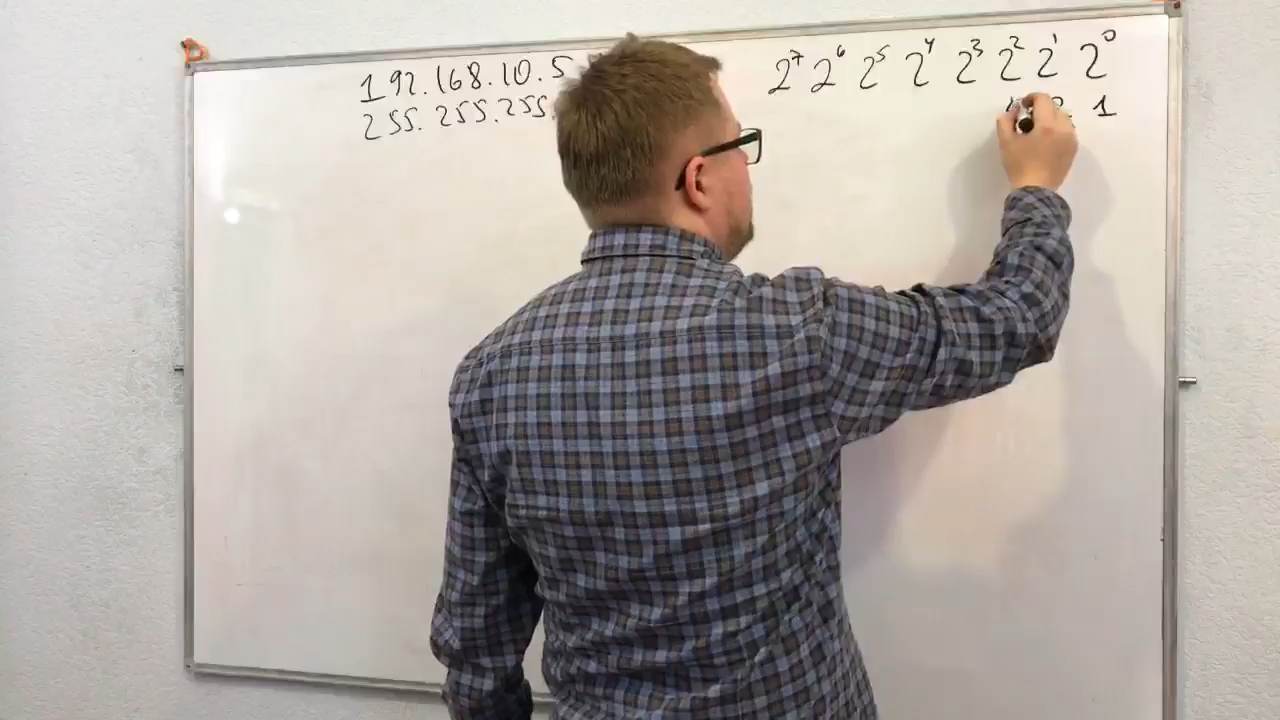 192.168.10.5
255.255.255.
2⁷ 2⁶ 2⁵ 2⁴ 2³ 2² 2¹ 2⁰
1